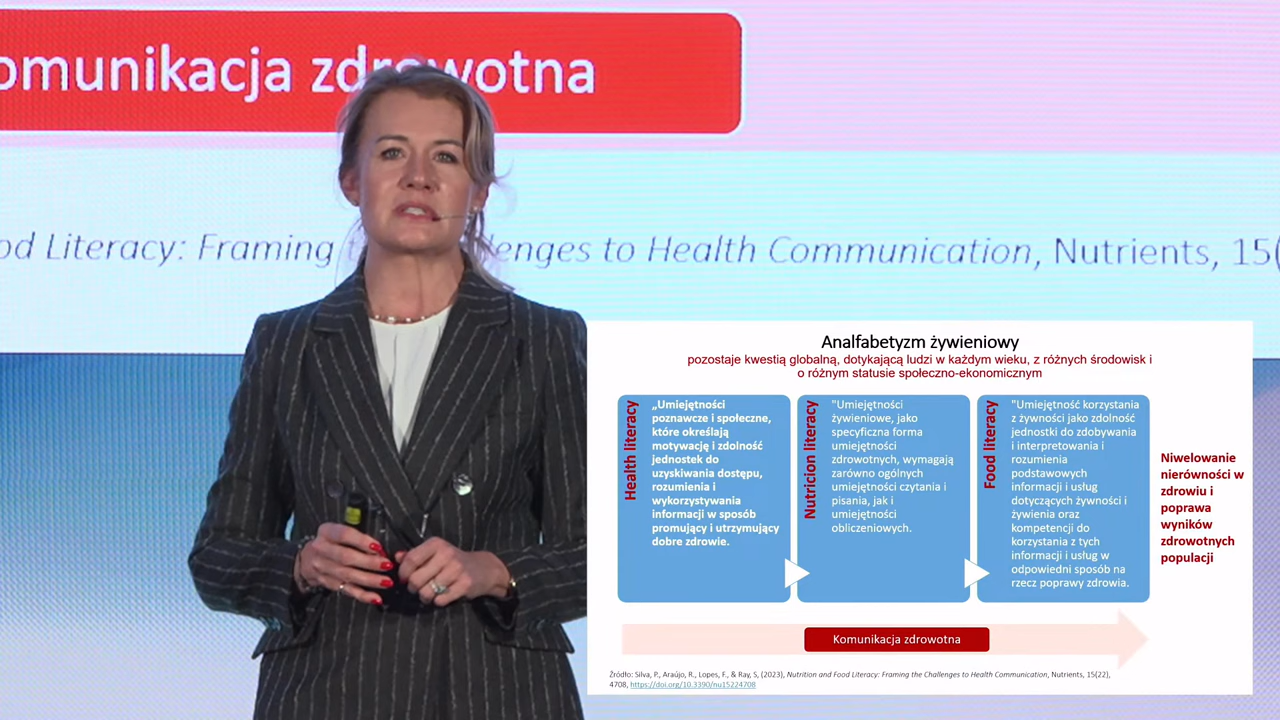 omunikacja zdrowotna
od Literacy: Framing t lenges to Health Communication, Nutrients, 15(
Analfabetyzm żywieniowy
pozostaje kwestią globalną, dotykającą ludzi w każdym wieku, z różnych środowisk i
o różnym statusie społeczno-ekonomicznym
Health literacy
„Umiejętności
poznawcze i społeczne,
które określają
motywację i zdolność
jednostek do
uzyskiwania dostępu,
rozumienia i
wykorzystywania
informacji w sposób
promujący i utrzymujący
dobre zdrowie.
Nutricion literacy
"Umiejętności
żywieniowe, jako
specyficzna forma
umiejętności
zdrowotnych, wymagają
zarówno ogólnych
umiejętności czytania i
pisania, jak i
umiejętności
obliczeniowych.
Food literacy
"Umiejętność korzystania
z żywności jako zdolność
jednostki do zdobywania
i interpretowania i
rozumienia
podstawowych
informacji i usług
dotyczących żywności i
żywienia oraz
kompetencji do
korzystania z tych
informacji i usług w
odpowiedni sposób na
rzecz poprawy zdrowia.
Niwelowanie
nierówności w
zdrowiu i
poprawa
wyników
zdrowotnych
populacji
Komunikacja zdrowotna
Źródło: Silva, P., Araújo, R., Lopes, F., & Ray, S, (2023), Nutrition and Food Literacy: Framing the Challenges to Health Communication, Nutrients, 15(22),
4708, https://doi.org/10.3390/nu15224708